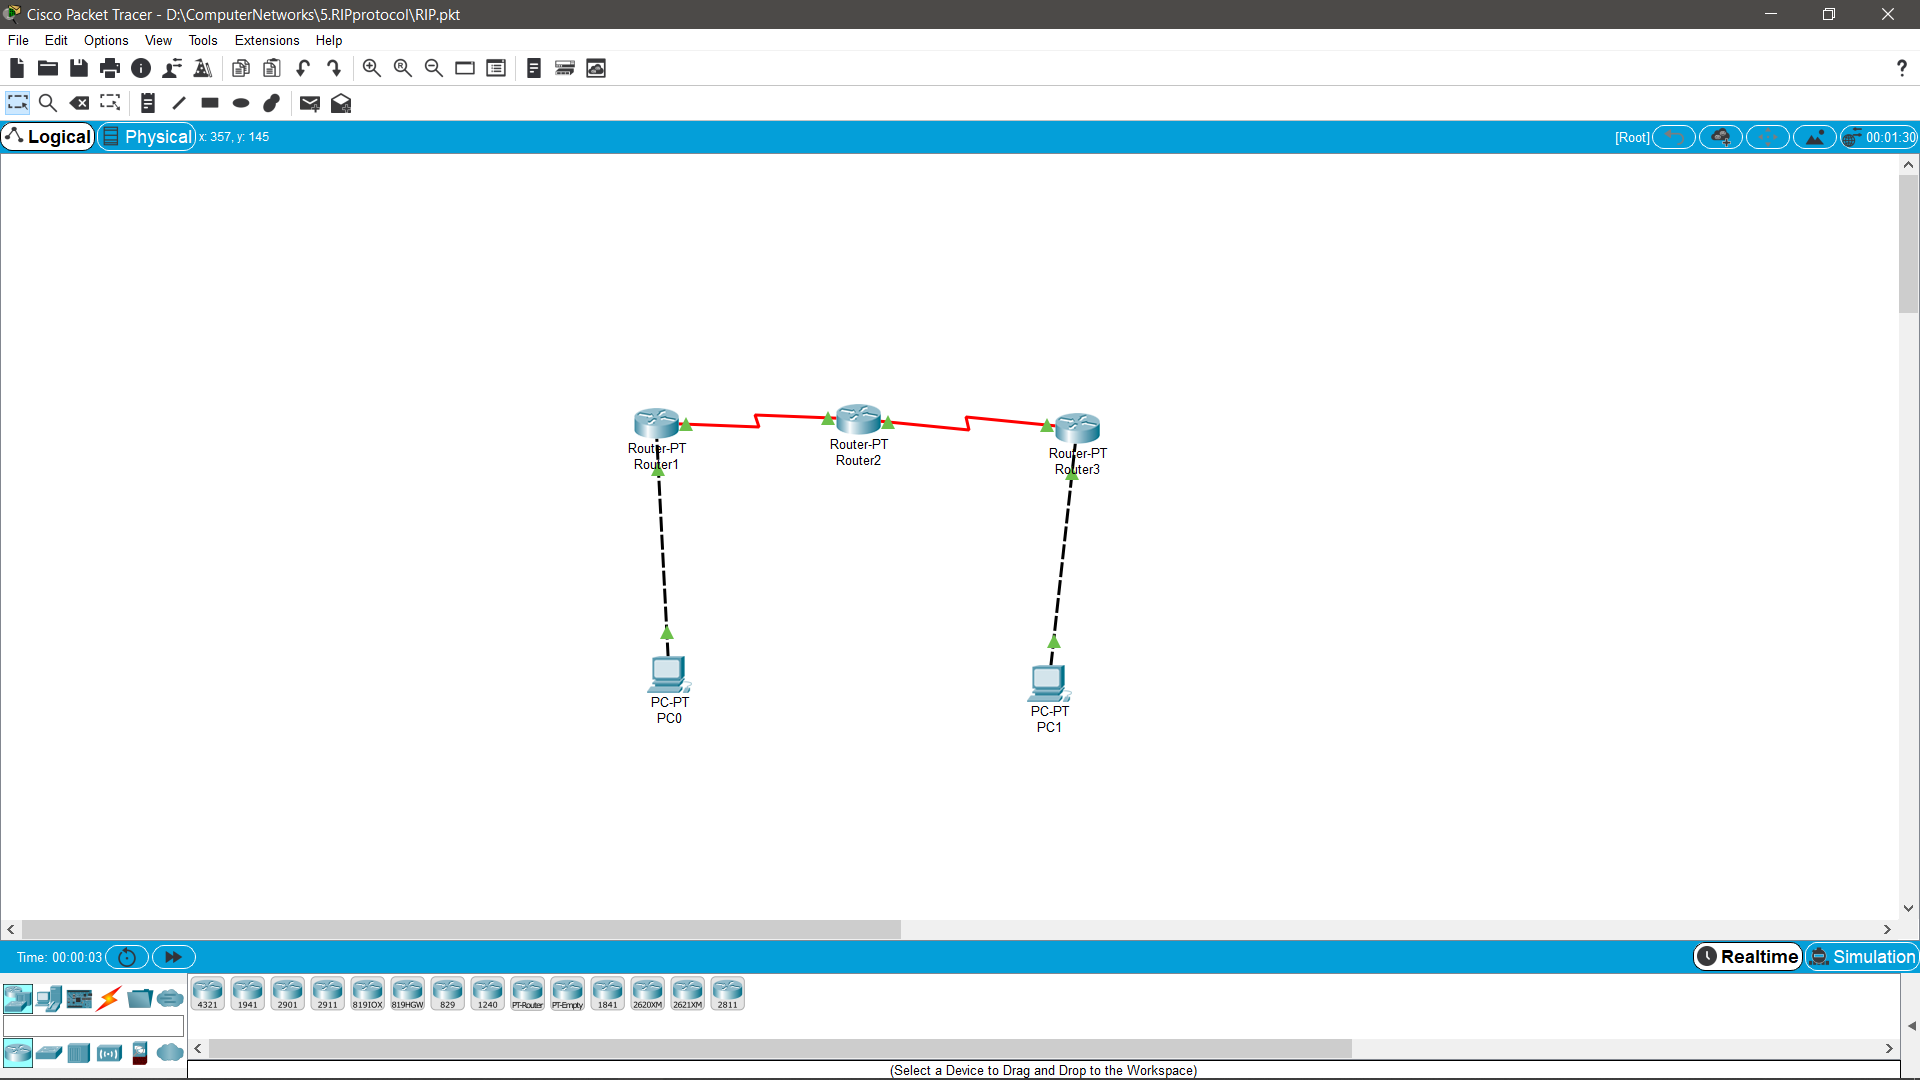 Cisco Packet Tracer - D:\ComputerNetworks\5.RIPprotocol\RIP.pkt
File Edit Options View Tools Extensions Help
?
Logical Physical x: 357, y: 145 [Root] 00:01:30
Router-PT
Router1
Router-PT
Router2
Router-PT
Router3
PC-PT
PC0
PC-PT
PC1
Time: 00:00:03 Realtime Simulation
4321 1941 2901 2911 819IOX 819HGW 829 1240 PT-Router PT-Empty 1841 2620XM 2621XM 2811
(Select a Device to Drag and Drop to the Workspace)